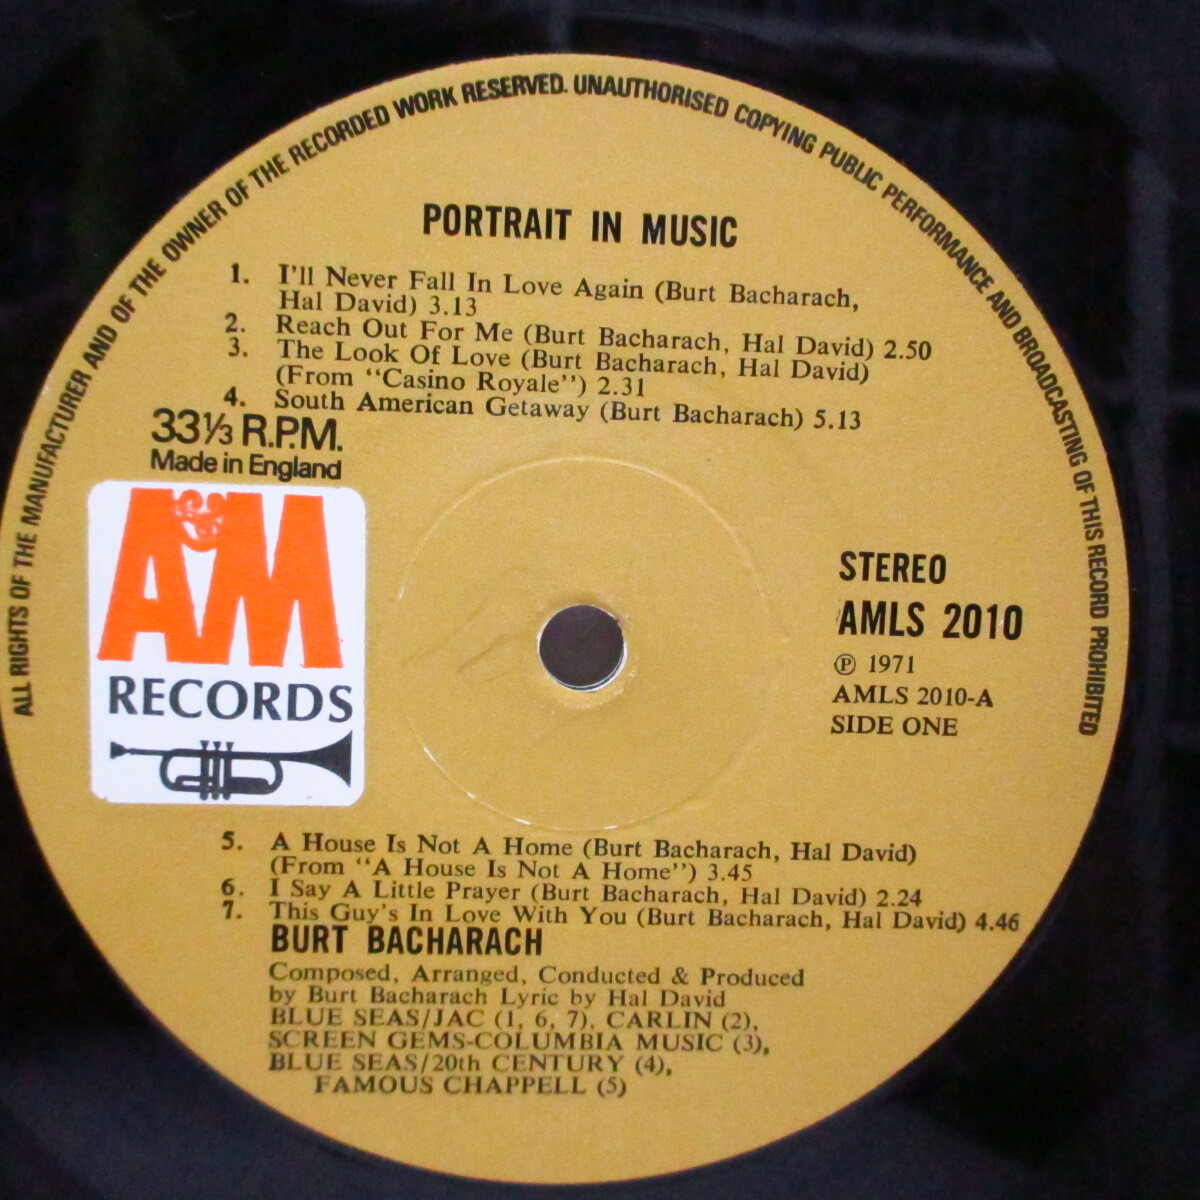 ALL RIGHTS OF THE MANUFACTURER AND OF THE OWNER OF THE RECORDED WORK RESERVED. UNAUTHORISED COPYING PUBLIC PERFORMANCE AND BROADCASTING OF THIS RECORD PROHIBITED
PORTRAIT IN MUSIC
1. I'll Never Fall In Love Again (Burt Bacharach,
Hal David) 3.13
2. Reach Out For Me (Burt Bacharach, Hal David) 2.50
3. The Look Of Love (Burt Bacharach, Hal David)
(From "Casino Royale") 2.31
4. South American Getaway (Burt Bacharach) 5.13
33⅓ R.P.M.
Made in England
A&M
RECORDS
STEREO
AMLS 2010
℗ 1971
AMLS 2010-A
SIDE ONE
5. A House Is Not A Home (Burt Bacharach, Hal David)
(From "A House Is Not A Home") 3.45
6. I Say A Little Prayer (Burt Bacharach, Hal David) 2.24
7. This Guy's In Love With You (Burt Bacharach, Hal David) 4.46
BURT BACHARACH
Composed, Arranged, Conducted & Produced
by Burt Bacharach Lyric by Hal David
BLUE SEAS/JAC (1, 6, 7), CARLIN (2),
SCREEN GEMS-COLUMBIA MUSIC (3),
BLUE SEAS/20th CENTURY (4),
FAMOUS CHAPPELL (5)